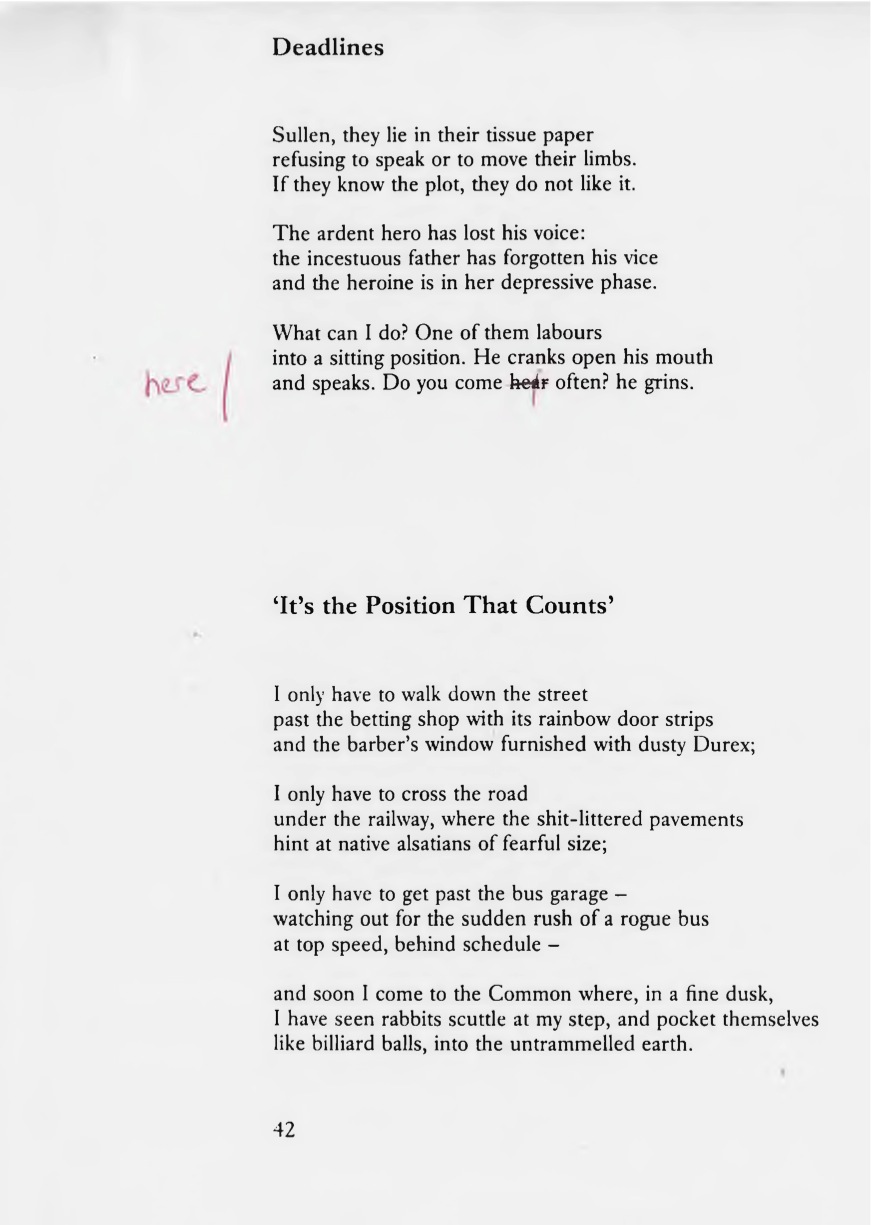 Deadlines
Sullen, they lie in their tissue paper
refusing to speak or to move their limbs.
If they know the plot, they do not like it.
The ardent hero has lost his voice:
the incestuous father has forgotten his vice
and the heroine is in her depressive phase.
What can I do? One of them labours
into a sitting position. He cranks open his mouth
here / and speaks. Do you come hear often? he grins.
‘It’s the Position That Counts’
I only have to walk down the street
past the betting shop with its rainbow door strips
and the barber’s window furnished with dusty Durex;
I only have to cross the road
under the railway, where the shit-littered pavements
hint at native alsatians of fearful size;
I only have to get past the bus garage –
watching out for the sudden rush of a rogue bus
at top speed, behind schedule –
and soon I come to the Common where, in a fine dusk,
I have seen rabbits scuttle at my step, and pocket themselves
like billiard balls, into the untrammelled earth.
42